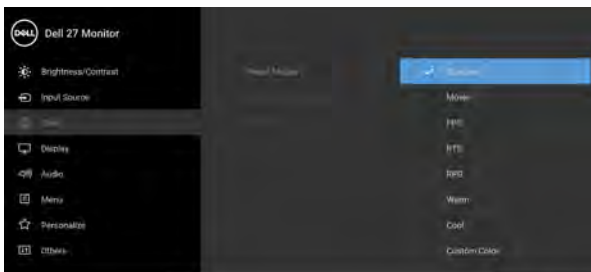 DELL Dell 27 Monitor
Brightness/Contrast
Input Source
Color
Display
Audio
Menu
Personalize
Others
Preset Modes
Standard
Movie
FPS
RTS
RPG
Warm
Cool
Custom Color